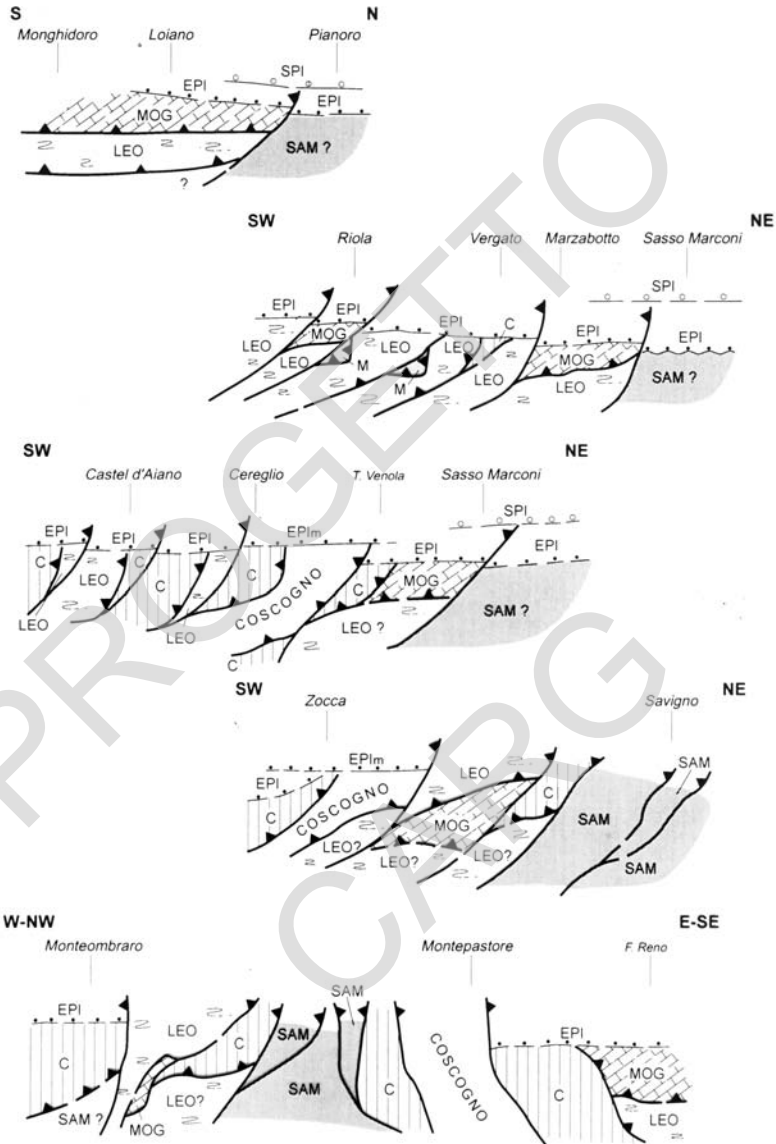 S N
Monghidoro Loiano Pianoro
SPI
EPI EPI
MOG
LEO SAM ?
?
SW NE
Riola Vergato Marzabotto Sasso Marconi
SPI
EPI EPI EPI C EPI EPI
MOG LEO LEO MOG
LEO LEO M LEO LEO SAM ?
M
SW NE
Castel d'Aiano Cereglio T. Venola Sasso Marconi
SPI
EPI EPI EPI EPIm EPI EPI
C LEO C C COSCOGNO C MOG
LEO LEO LEO ? SAM ?
C
SW NE
Zocca Savigno
EPIm SAM
EPI LEO
C COSCOGNO MOG C SAM
LEO? LEO? LEO? SAM
W-NW E-SE
Monteombraro Montepastore F. Reno
SAM
EPI LEO EPI
C C SAM C COSCOGNO C MOG
SAM ? MOG LEO? SAM LEO
PROGETTO
CARG